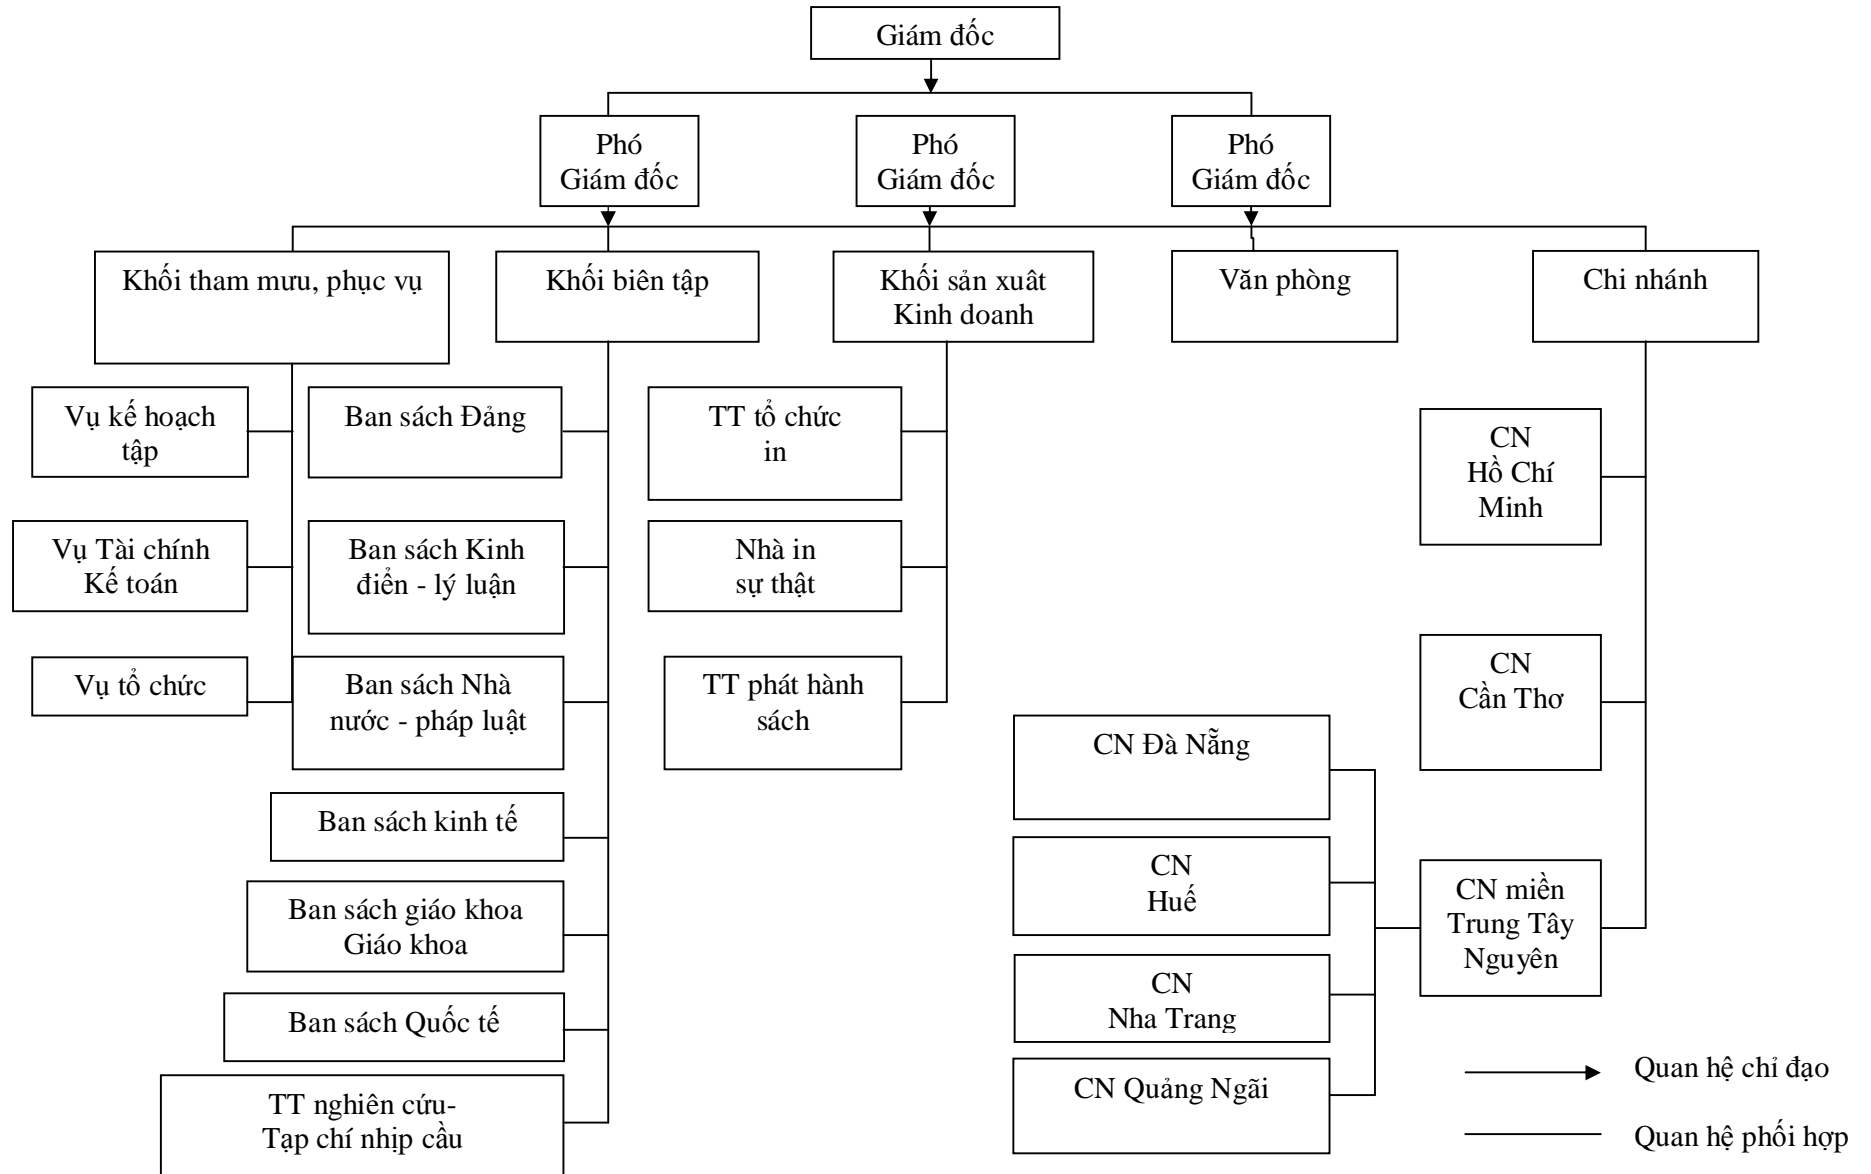 Giám đốc
Phó
Giám đốc
Phó
Giám đốc
Phó
Giám đốc
Khối tham mưu, phục vụ
Khối biên tập
Khối sản xuât
Kinh doanh
Văn phòng
Chi nhánh
Vụ kế hoạch
tập
Vụ Tài chính
Kế toán
Vụ tổ chức
Ban sách Đảng
Ban sách Kinh
điển - lý luận
Ban sách Nhà
nước - pháp luật
Ban sách kinh tế
Ban sách giáo khoa
Giáo khoa
Ban sách Quốc tế
TT nghiên cứu-
Tạp chí nhịp cầu
TT tổ chức
in
Nhà in
sự thật
TT phát hành
sách
CN
Hồ Chí
Minh
CN
Cần Thơ
CN miền
Trung Tây
Nguyên
CN Đà Nẵng
CN
Huế
CN
Nha Trang
CN Quảng Ngãi
Quan hệ chỉ đạo
Quan hệ phối hợp